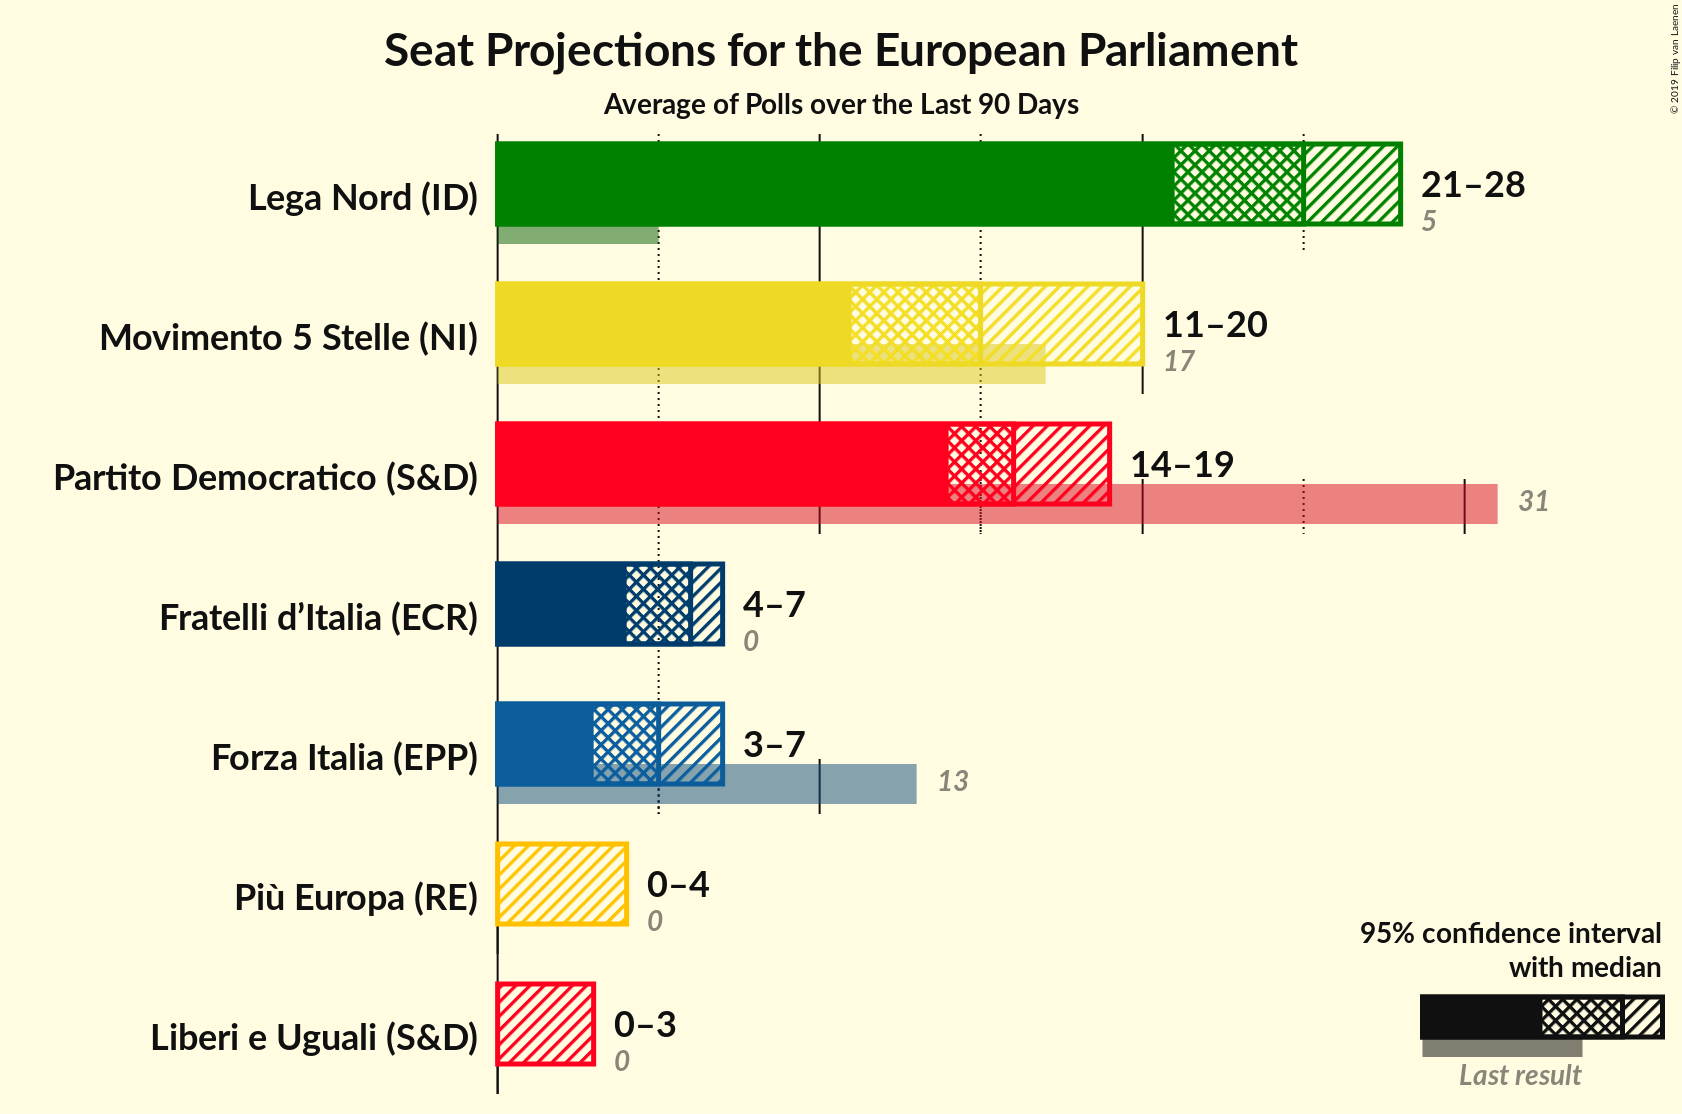 Seat Projections for the European Parliament
Average of Polls over the Last 90 Days
© 2019 Filip van Laenen
Lega Nord (ID)
21–28
5
Movimento 5 Stelle (NI)
11–20
17
Partito Democratico (S&D)
14–19
31
Fratelli d’Italia (ECR)
4–7
0
Forza Italia (EPP)
3–7
13
Più Europa (RE)
0–4
0
Liberi e Uguali (S&D)
0–3
0
95% confidence interval
with median
Last result